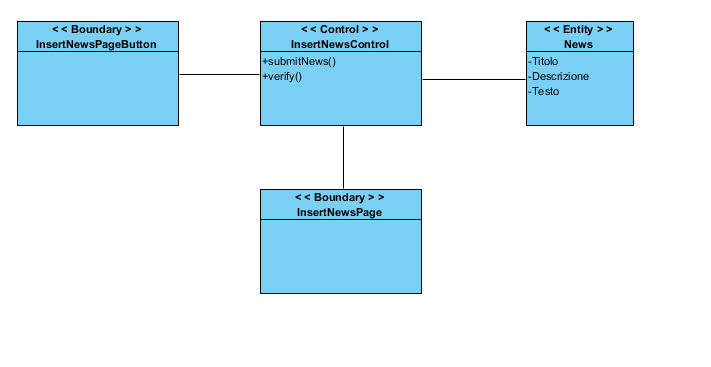 < < Boundary > >
InsertNewsPageButton
< < Control > >
InsertNewsControl
+submitNews()
+verify()
< < Entity > >
News
-Titolo
-Descrizione
-Testo
< < Boundary > >
InsertNewsPage